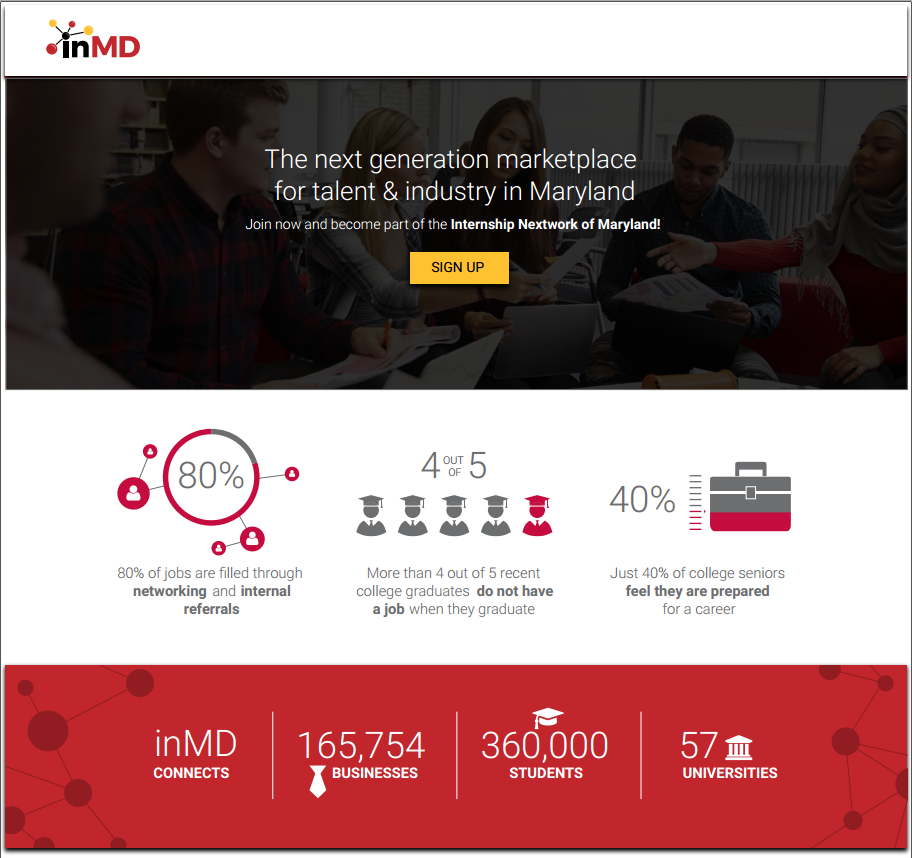 inMD
The next generation marketplace
for talent & industry in Maryland
Join now and become part of the Internship Nextwork of Maryland!
SIGN UP
80%
80% of jobs are filled through
networking and internal
referrals
4 OUT OF 5
More than 4 out of 5 recent
college graduates do not have
a job when they graduate
40%
Just 40% of college seniors
feel they are prepared
for a career
inMD
CONNECTS
165,754
BUSINESSES
360,000
STUDENTS
57
UNIVERSITIES